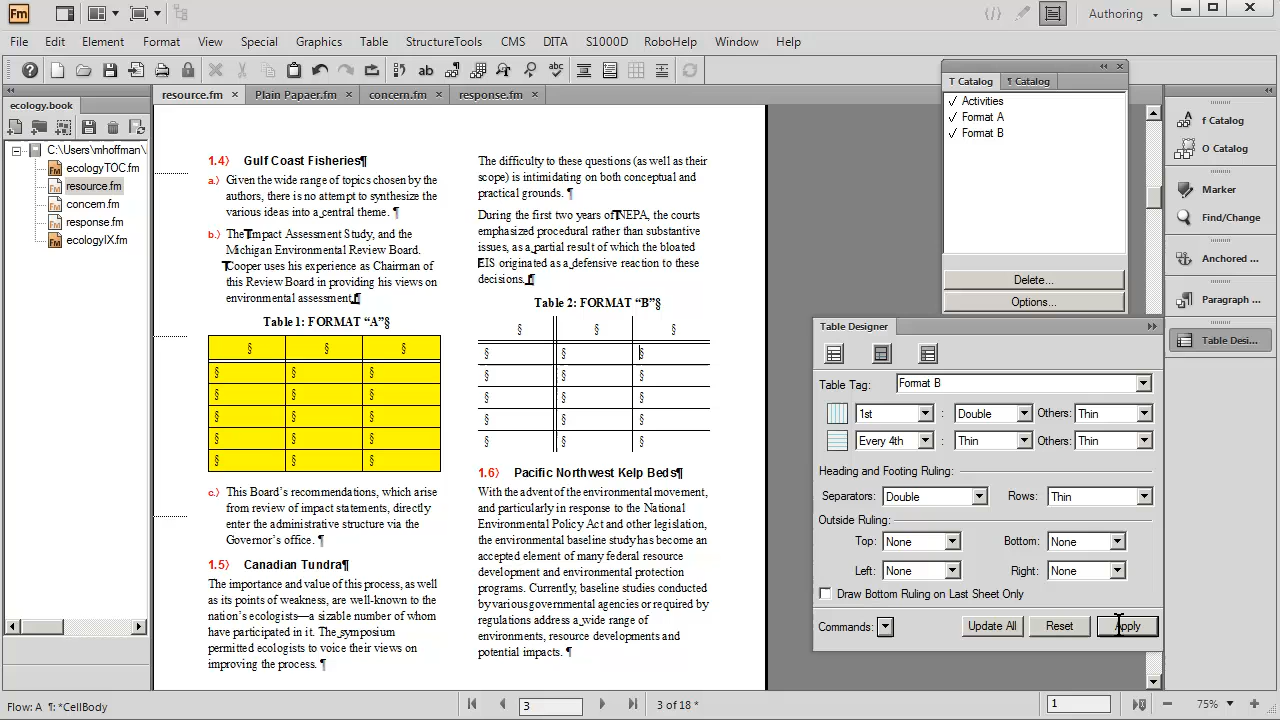 Fm
Authoring
File Edit Element Format View Special Graphics Table StructureTools CMS DITA S1000D RoboHelp Window Help
ecology.book
C:\Users\mhoffman\
ecologyTOC.fm
resource.fm
concern.fm
response.fm
ecologyIX.fm
resource.fm Plain Papaer.fm concern.fm response.fm
1.4) Gulf Coast Fisheries¶
a.) Given the wide range of topics chosen by the
authors, there is no attempt to synthesize the
various ideas into a central theme. ¶
b.) The Impact Assessment Study, and the
Michigan Environmental Review Board.
Cooper uses his experience as Chairman of
this Review Board in providing his views on
environmental assessment.¶
Table 1: FORMAT “A”§
§ § §
§ § §
§ § §
§ § §
§ § §
§ § §
c.) This Board’s recommendations, which arise
from review of impact statements, directly
enter the administrative structure via the
Governor’s office. ¶
1.5) Canadian Tundra¶
The importance and value of this process, as well
as its points of weakness, are well-known to the
nation’s ecologists—a sizable number of whom
have participated in it. The symposium
permitted ecologists to voice their views on
improving the process. ¶
The difficulty to these questions (as well as their
scope) is intimidating on both conceptual and
practical grounds. ¶
During the first two years of NEPA, the courts
emphasized procedural rather than substantive
issues, as a partial result of which the bloated
EIS originated as a defensive reaction to these
decisions. ¶
Table 2: FORMAT “B”§
§ § §
§ § §
§ § §
§ § §
§ § §
§ § §
1.6) Pacific Northwest Kelp Beds¶
With the advent of the environmental movement,
and particularly in response to the National
Environmental Policy Act and other legislation,
the environmental baseline study has become an
accepted element of many federal resource
development and environmental protection
programs. Currently, baseline studies conducted
by various governmental agencies or required by
regulations address a wide range of
environments, resource developments and
potential impacts. ¶
T Catalog ¶ Catalog
✓ Activities
✓ Format A
✓ Format B
Delete...
Options...
Table Designer
Table Tag: Format B
1st : Double Others: Thin
Every 4th : Thin Others: Thin
Heading and Footing Ruling:
Separators: Double Rows: Thin
Outside Ruling:
Top: None Bottom: None
Left: None Right: None
Draw Bottom Ruling on Last Sheet Only
Commands: Update All Reset Apply
f Catalog
O Catalog
Marker
Find/Change
Anchored ...
Paragraph ...
Table Desi...
Flow: A ¶: *CellBody
3
3 of 18 *
1
75%